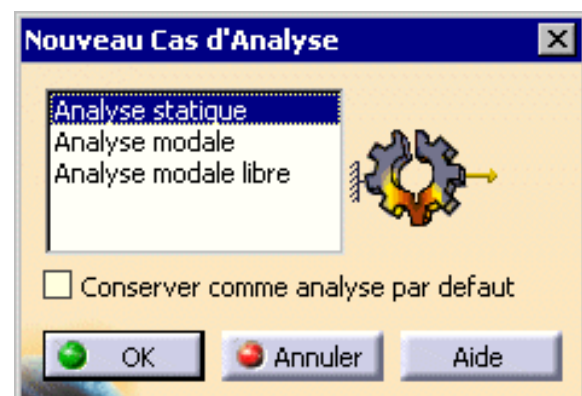 Nouveau Cas d'Analyse
Analyse statique
Analyse modale
Analyse modale libre
Conserver comme analyse par defaut
OK Annuler Aide